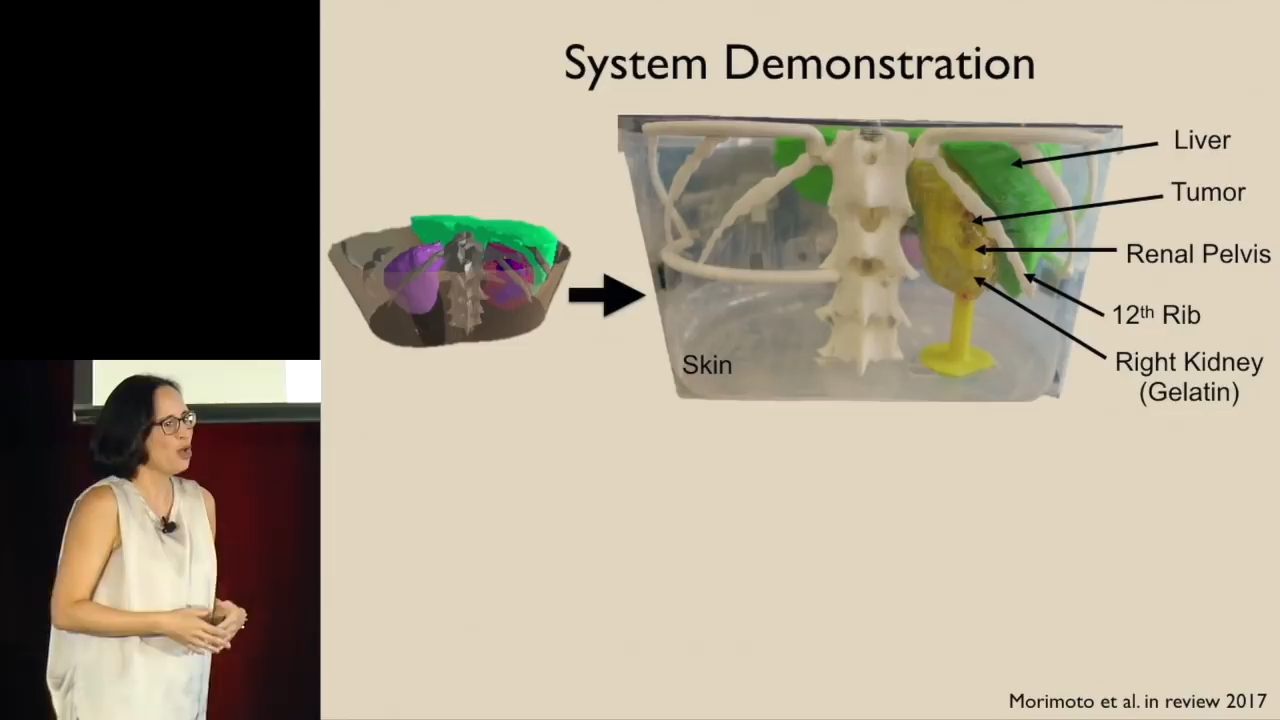 System Demonstration
Liver
Tumor
Renal Pelvis
12th Rib
Right Kidney
(Gelatin)
Skin
Morimoto et al. in review 2017